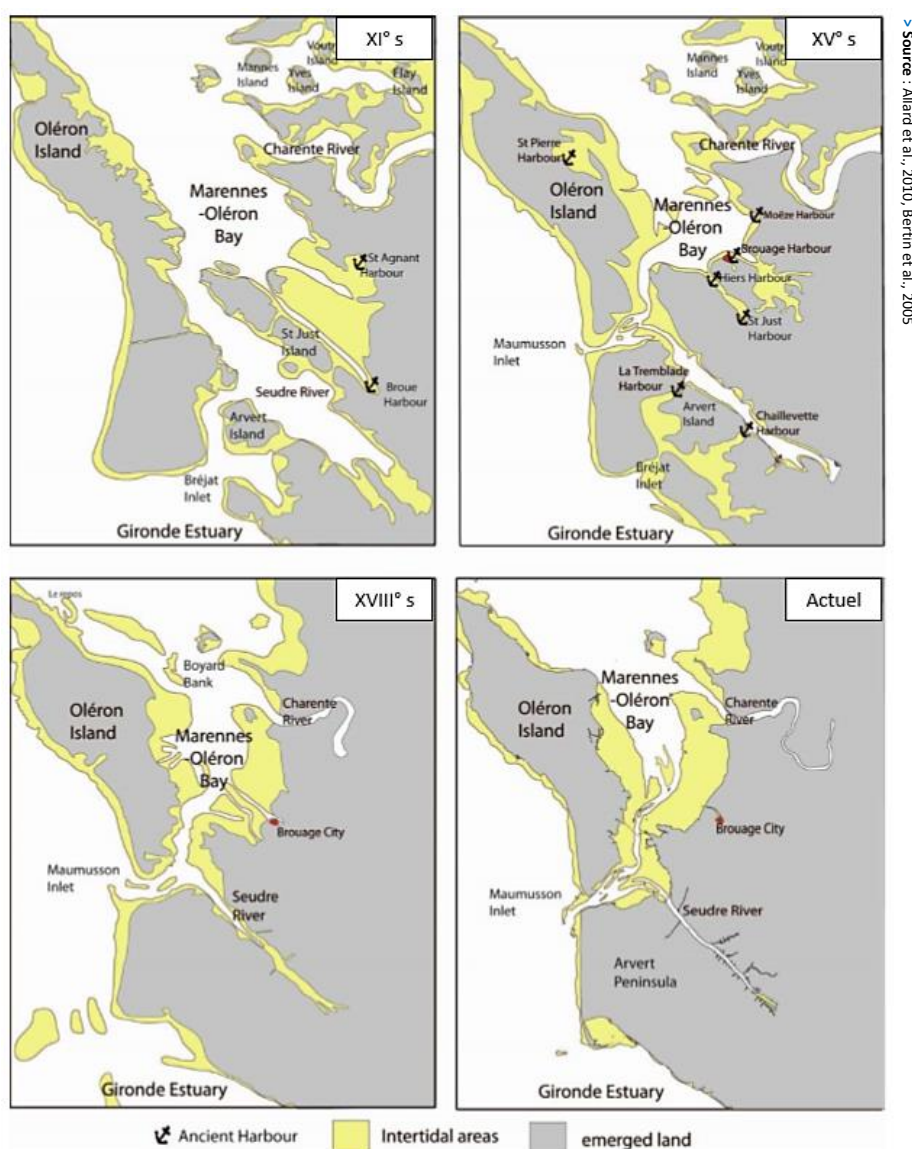 XI° s
Voutr
Island
Mannes
Island
Yves
Island
Flay
Island
Oléron
Island
Charente River
Marennes
-Oléron
Bay
St Agnant
Harbour
St Just
Island
Seudre River
Broue
Harbour
Arvert
Island
Bréjat
Inlet
Gironde Estuary
XV° s
Voutr
Island
Mannes
Island
Yves
Island
St Pierre
Harbour
Charente River
Oléron
Island
Marennes
-Oléron
Bay
Moëze Harbour
Brouage Harbour
Hiers Harbour
St Just
Harbour
Maumusson
Inlet
La Tremblade
Harbour
Arvert
Island
Chaillevette
Harbour
Bréjat
Inlet
Gironde Estuary
XVIII° s
Le repos
Boyard
Bank
Charente
River
Oléron
Island
Marennes
-Oléron
Bay
Brouage City
Maumusson
Inlet
Seudre
River
Gironde Estuary
Actuel
Marennes
-Oléron
Bay
Charente
River
Oléron
Island
Brouage City
Maumusson
Inlet
Seudre River
Arvert
Peninsula
Gironde Estuary
Ancient Harbour
Intertidal areas
emerged land
> Source : Allard et al., 2010, Bertin et al., 2005